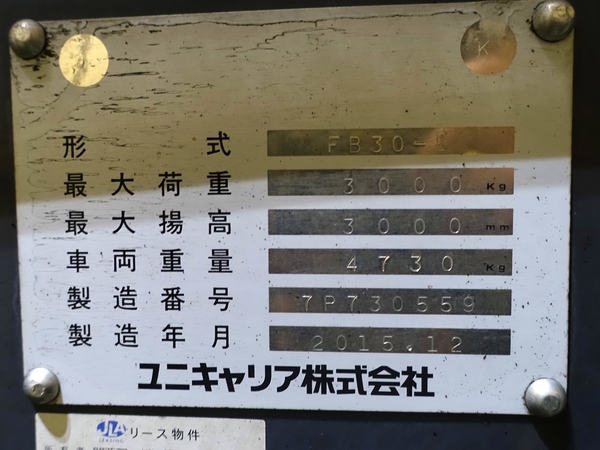 K
形式 FB30-
最大荷重 3000 Kg
最大揚高 3000 mm
車両重量 4730 Kg
製造番号 7P730559
製造年月 2015.12
ユニキャリア株式会社
JLA リース物件
LEASING